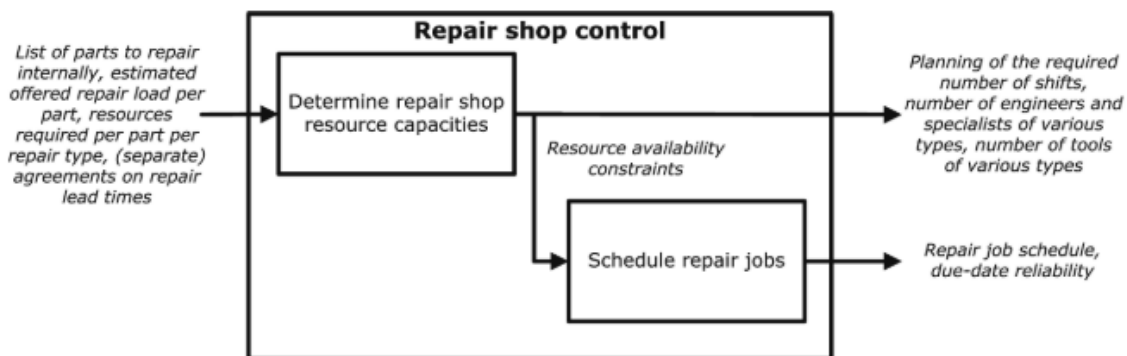 Repair shop control
List of parts to repair
internally, estimated
offered repair load per
part, resources
required per part per
repair type, (separate)
agreements on repair
lead times
Determine repair shop
resource capacities
Resource availability
constraints
Planning of the required
number of shifts,
number of engineers and
specialists of various
types, number of tools
of various types
Schedule repair jobs
Repair job schedule,
due-date reliability